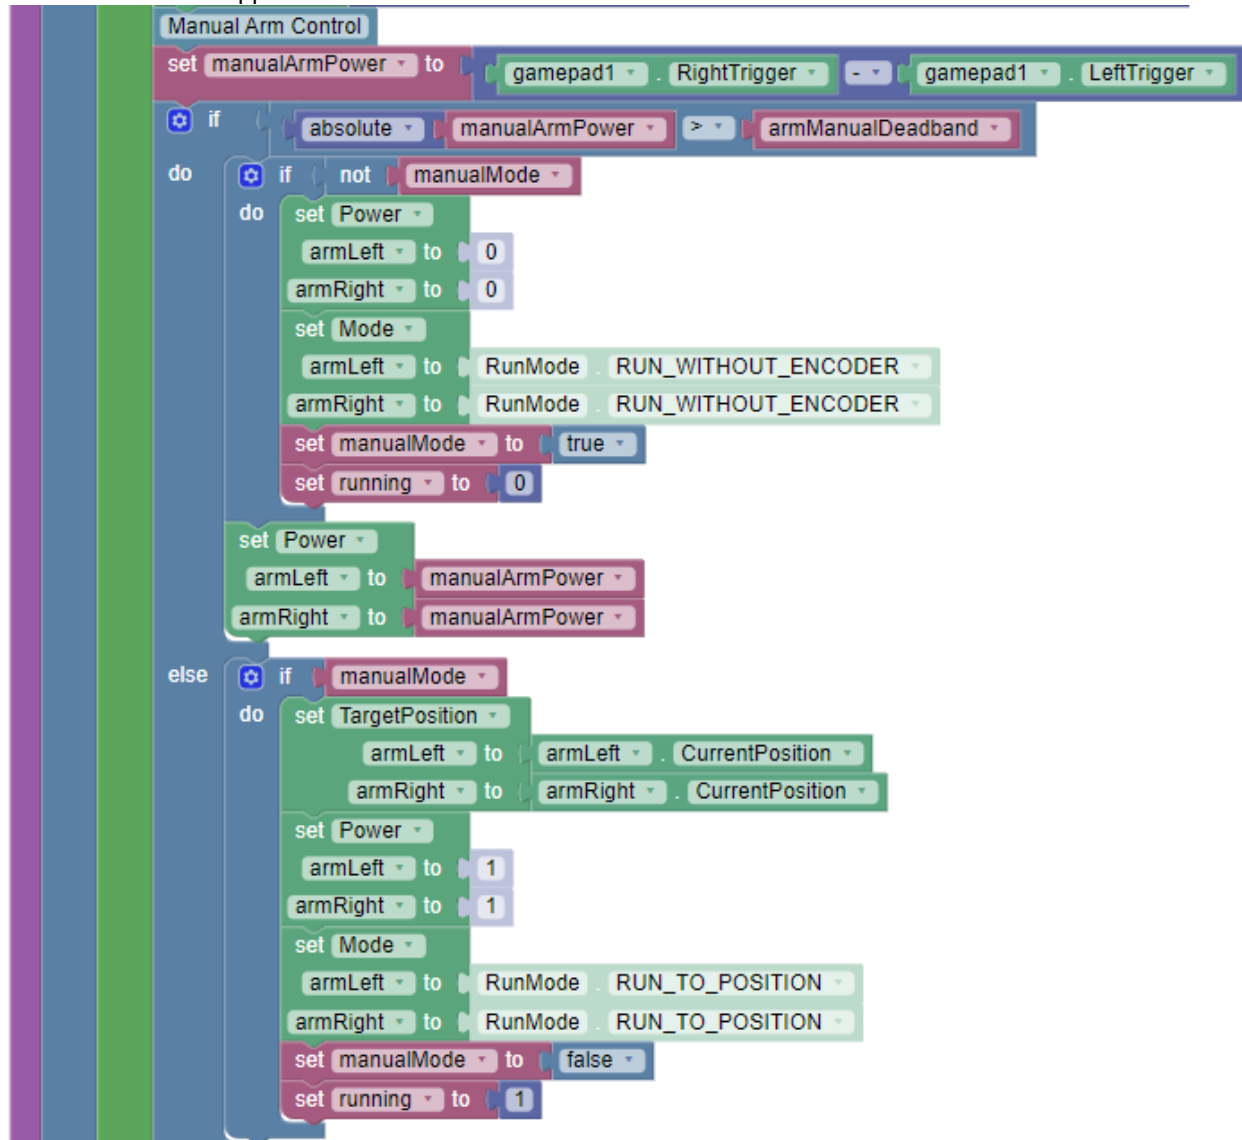 Manual Arm Control
set manualArmPower to gamepad1 . RightTrigger - gamepad1 . LeftTrigger
if absolute manualArmPower > armManualDeadband
do if not manualMode
do set Power
armLeft to 0
armRight to 0
set Mode
armLeft to RunMode . RUN_WITHOUT_ENCODER
armRight to RunMode . RUN_WITHOUT_ENCODER
set manualMode to true
set running to 0
set Power
armLeft to manualArmPower
armRight to manualArmPower
else if manualMode
do set TargetPosition
armLeft to armLeft . CurrentPosition
armRight to armRight . CurrentPosition
set Power
armLeft to 1
armRight to 1
set Mode
armLeft to RunMode . RUN_TO_POSITION
armRight to RunMode . RUN_TO_POSITION
set manualMode to false
set running to 1